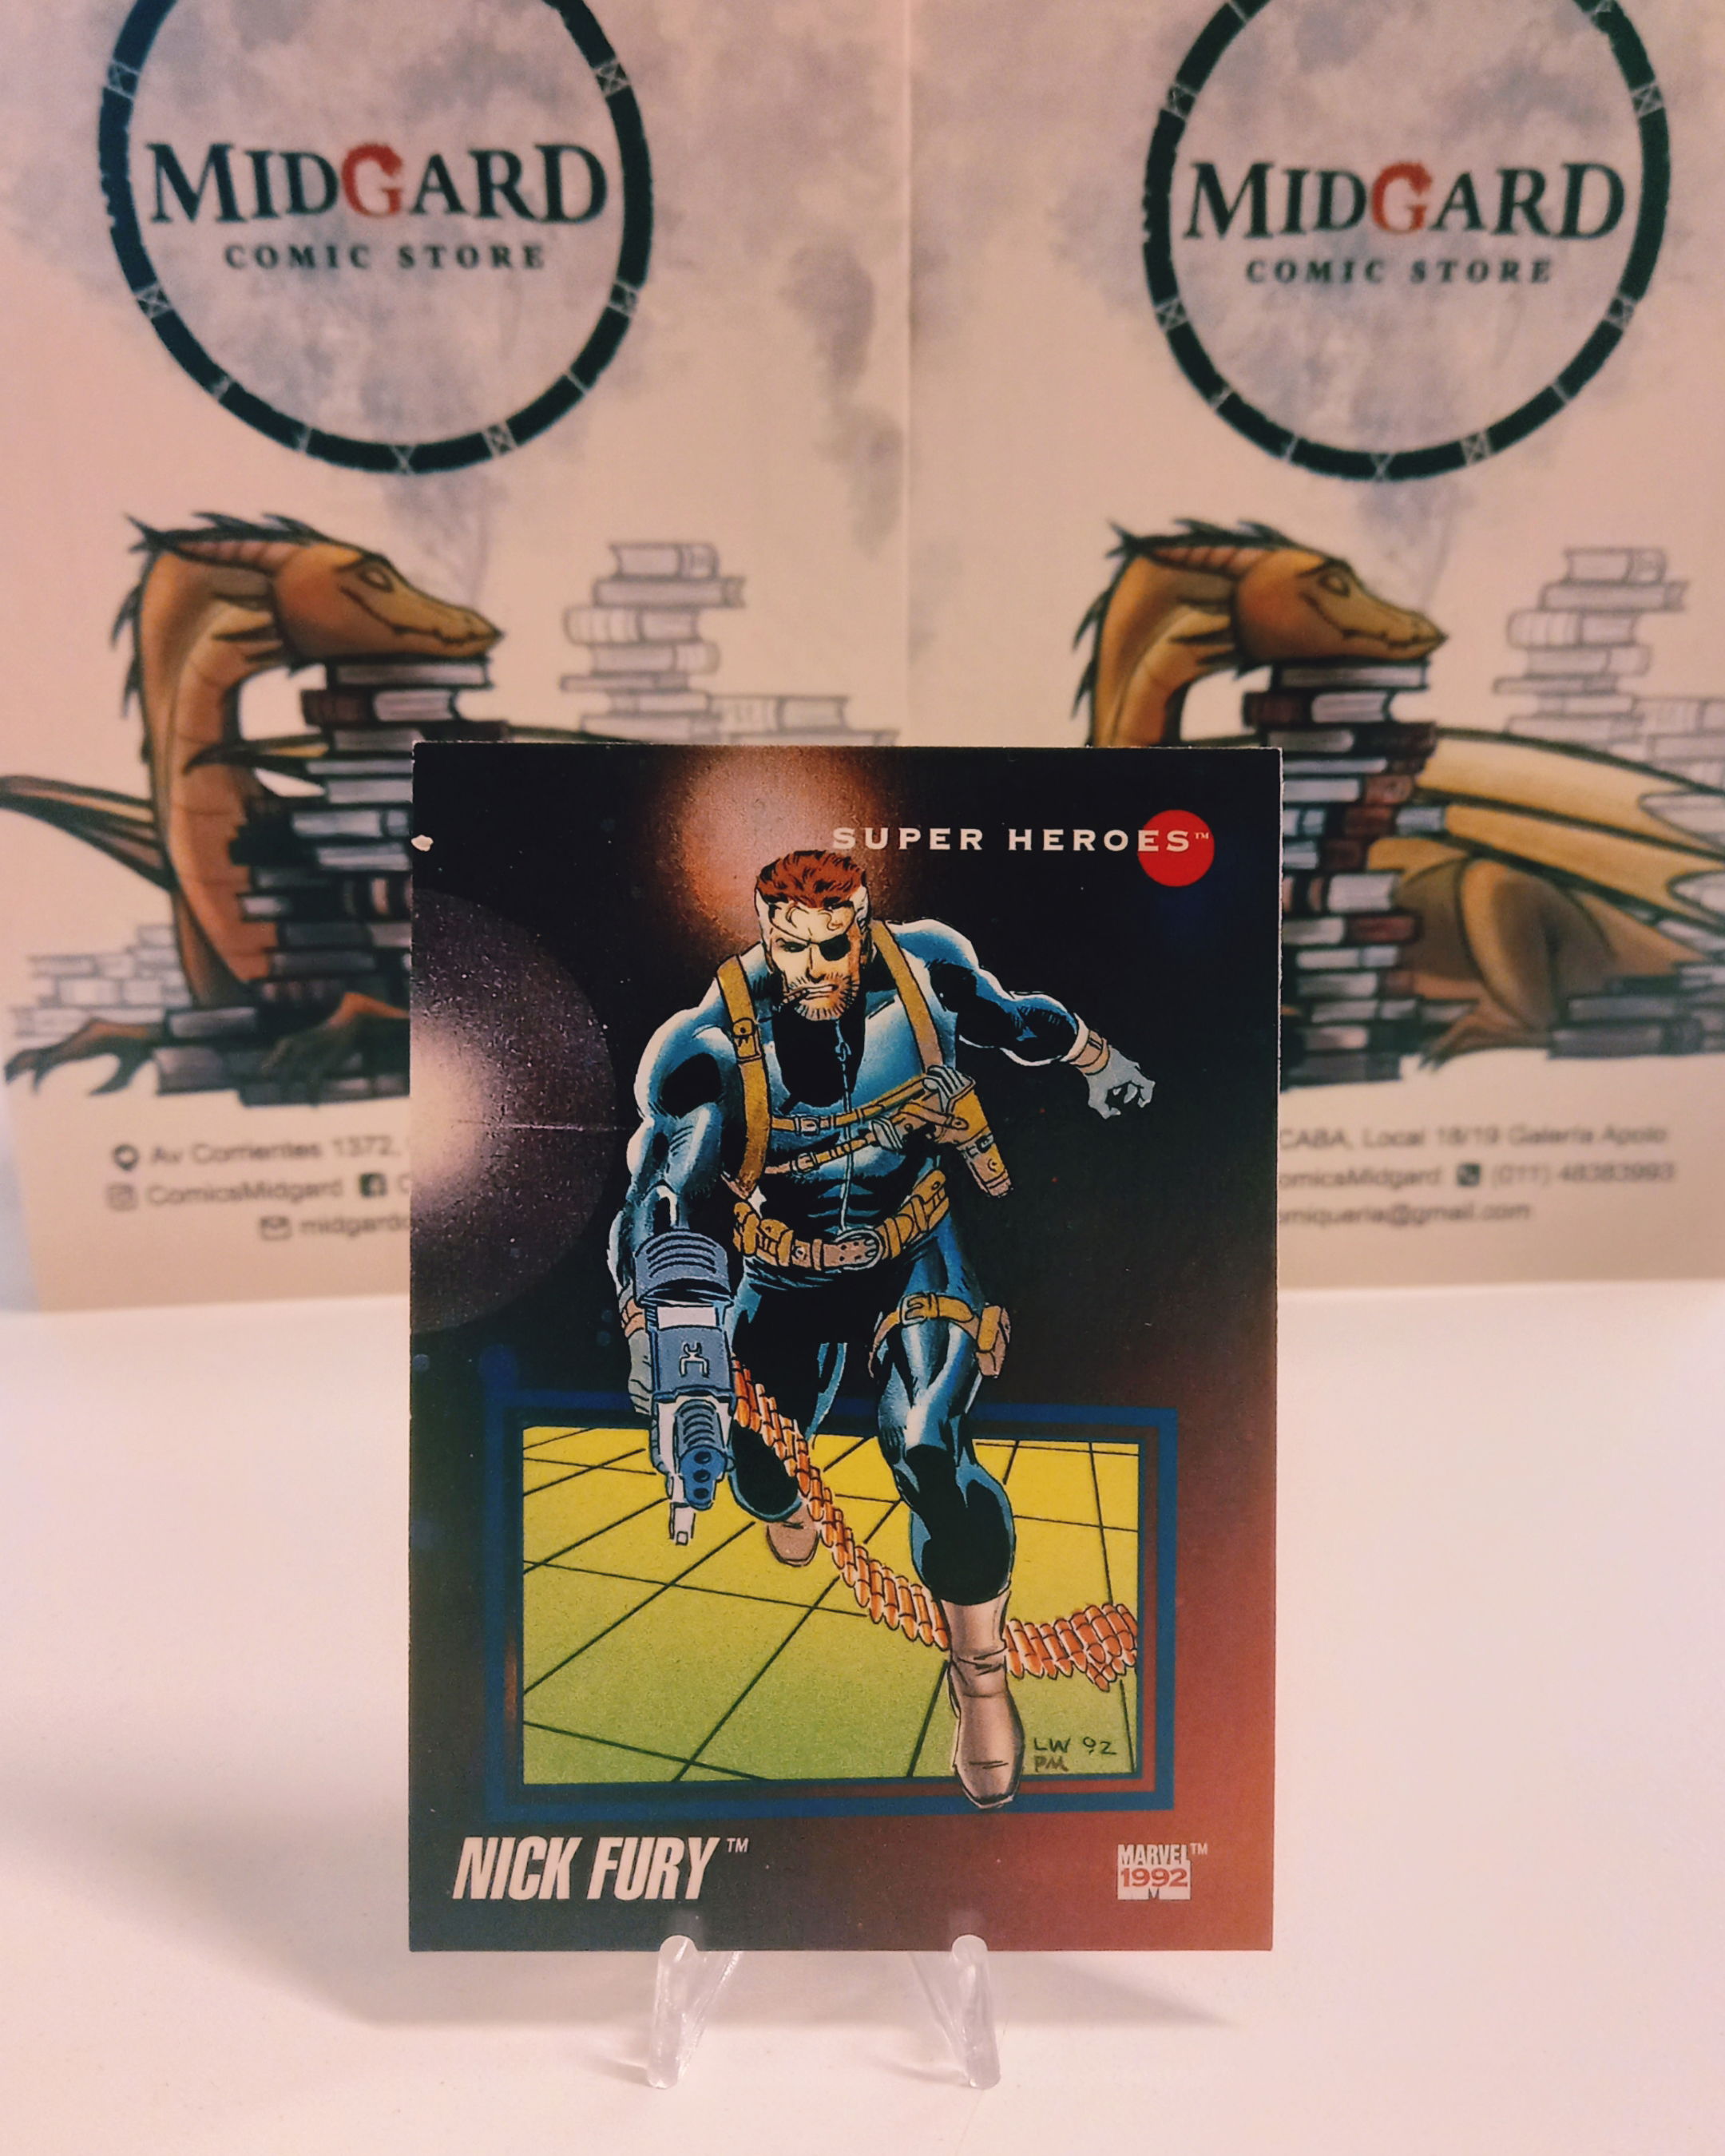 MIDGARD
COMIC STORE
MIDGARD
COMIC STORE
Av Corrientes 1372,
ComicsMidgard
CABA, Local 18/19 Galería Apolo
omicsMidgard (011) 48383993
miqueria@gmail.com
SUPER HEROES™
LW 92
PM
NICK FURY™
MARVEL™
1992